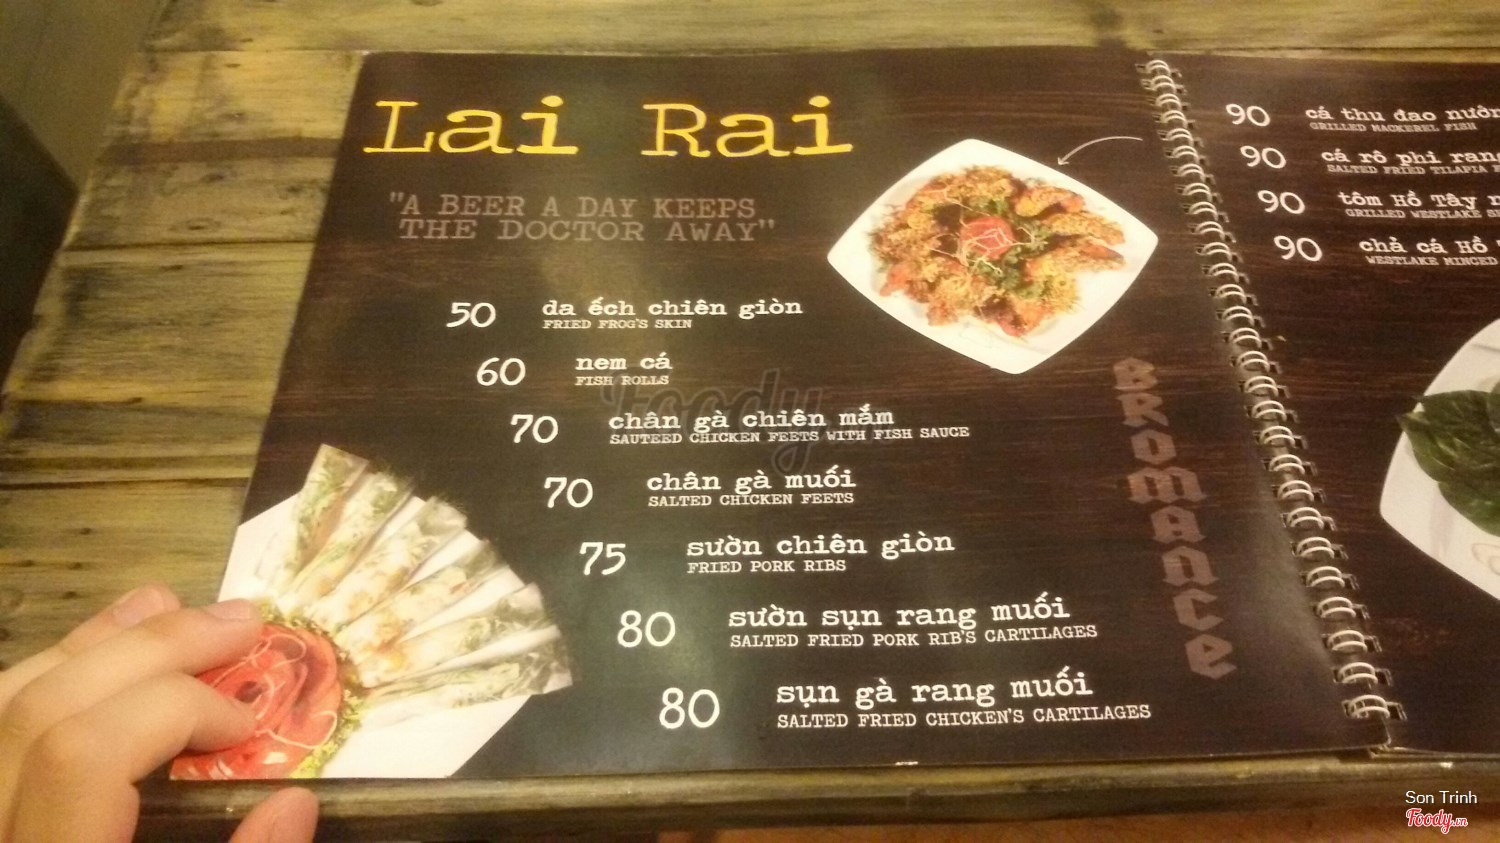 Lai Rai
"A BEER A DAY KEEPS
THE DOCTOR AWAY"
50 da ếch chiên giòn
FRIED FROG'S SKIN
60 nem cá
FISH ROLLS
70 chân gà chiên mắm
SAUTEED CHICKEN FEETS WITH FISH SAUCE
70 chân gà muối
SALTED CHICKEN FEETS
75 sườn chiên giòn
FRIED PORK RIBS
80 sườn sụn rang muối
SALTED FRIED PORK RIB'S CARTILAGES
80 sụn gà rang muối
SALTED FRIED CHICKEN'S CARTILAGES
BROMANCE
90 cá thu đao
GRILLED MACKEREL FISH
90 cá rô phi rang
SALTED FRIED TILAPIA
90 tôm Hồ Tây
GRILLED WESTLAKE
90 chả cá Hồ
WESTLAKE MINCED
Foody
Son Trinh
Foody.vn